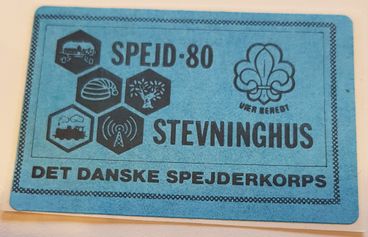 SPEJD·80
VÆR BEREDT
STEVNINGHUS
DET DANSKE SPEJDERKORPS